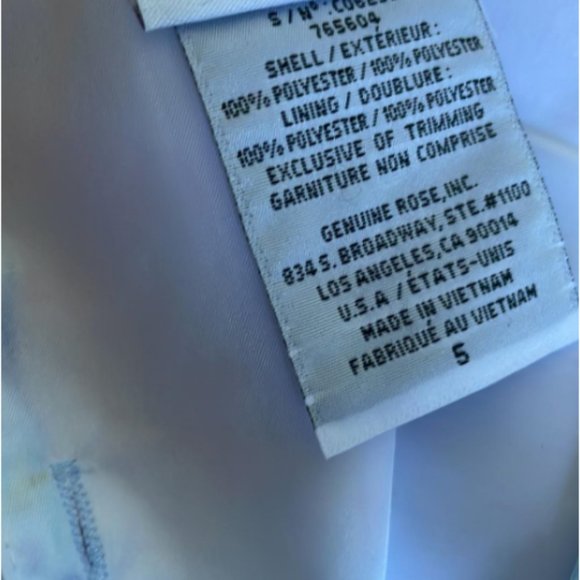 S / Nº:
765604
SHELL / EXTÉRIEUR:
100% POLYESTER / 100% POLYESTER
LINING / DOUBLURE:
100% POLYESTER / 100% POLYESTER
EXCLUSIVE OF TRIMMING
GARNITURE NON COMPRISE
GENUINE ROSE,INC.
834 S. BROADWAY, STE.#1100
LOS ANGELES,CA 90014
U.S.A / ÉTATS-UNIS
MADE IN VIETNAM
FABRIQUÉ AU VIETNAM
5